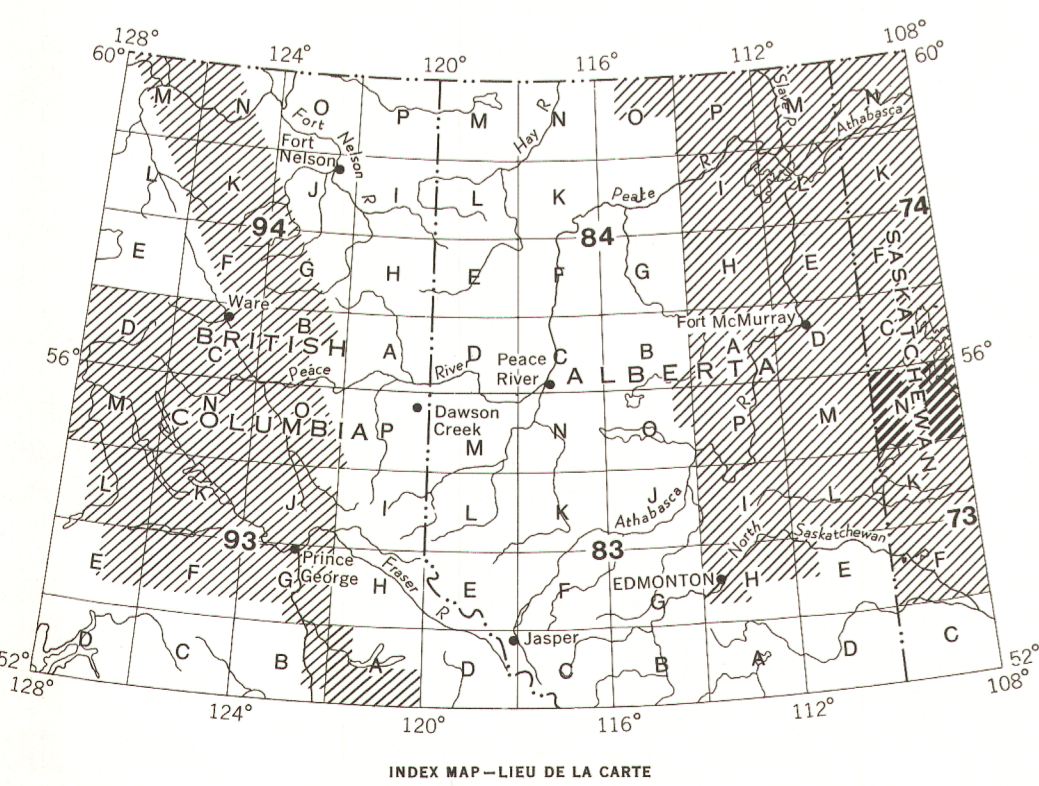 128° 124° 120° 116° 112° 108°
60° 60°
M N O P M N O P M N
Fort Nelson R
Hay R
Slave R
Athabasca
Fort
Nelson
L K J I L K Peace R I L K
94 84 74
E F G H E F G H E F
Ware
Fort McMurray
D C B A D C B A D C
BRITISH
Peace River
Peace
River
ALBERTA
SASKATCHEWAN
56° 56°
M N O P M N O P M N
COLUMBIA
Dawson
Creek
L K J I L K J I L K
Athabasca
North Saskatchewan R
93 83 73
Prince
George
Fraser R
EDMONTON
E F G H E F G H E F
Jasper
D C B A D C B A D C
52° 52°
128° 124° 120° 116° 112° 108°
INDEX MAP–LIEU DE LA CARTE